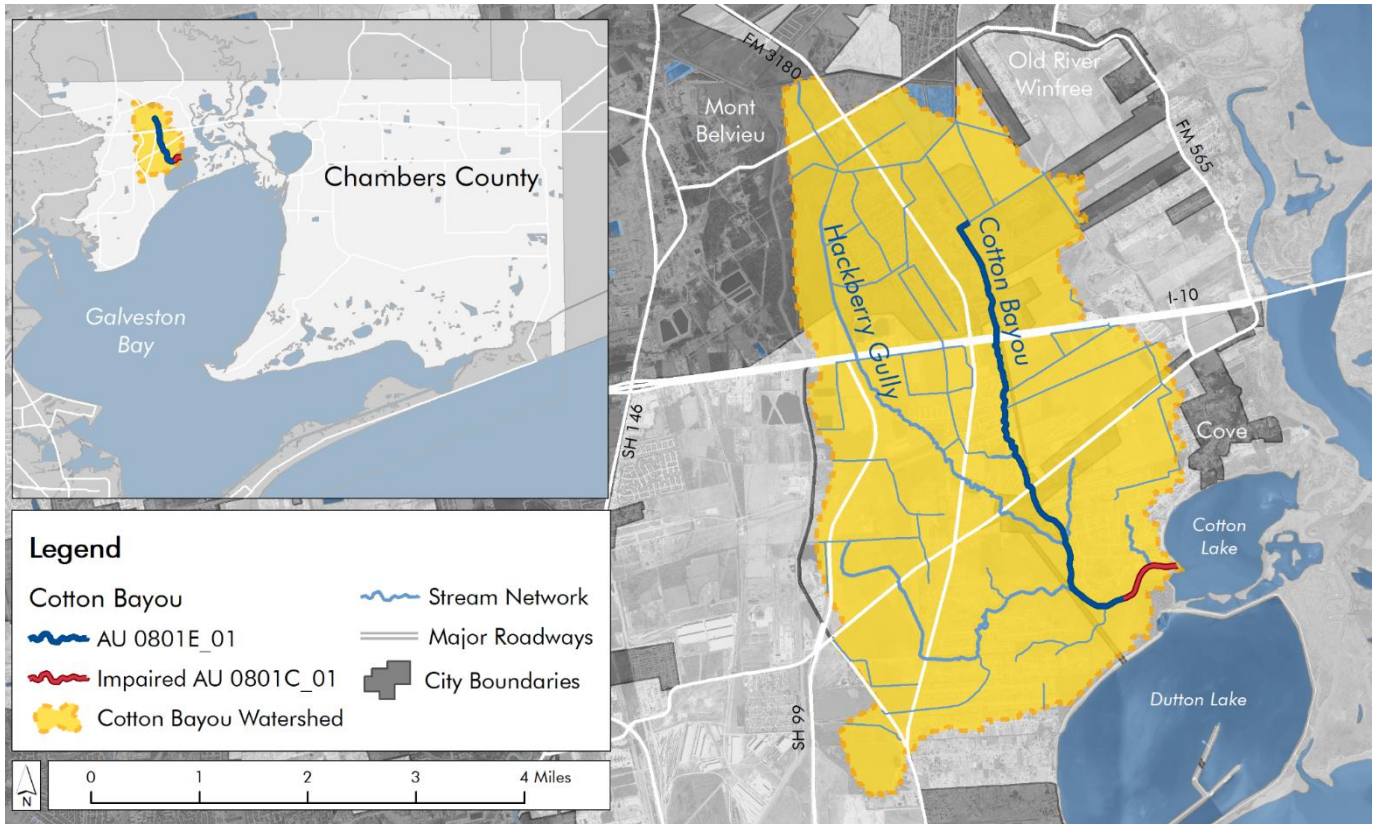 Chambers County
Galveston
Bay
Legend
Cotton Bayou
AU 0801E_01
Impaired AU 0801C_01
Cotton Bayou Watershed
Stream Network
Major Roadways
City Boundaries
N
0 1 2 3 4 Miles
FM 3180
Old River
Winfree
Mont
Belvieu
FM 565
Hackberry Gully
Cotton Bayou
I-10
SH 146
Cove
Cotton
Lake
Dutton Lake
SH 99